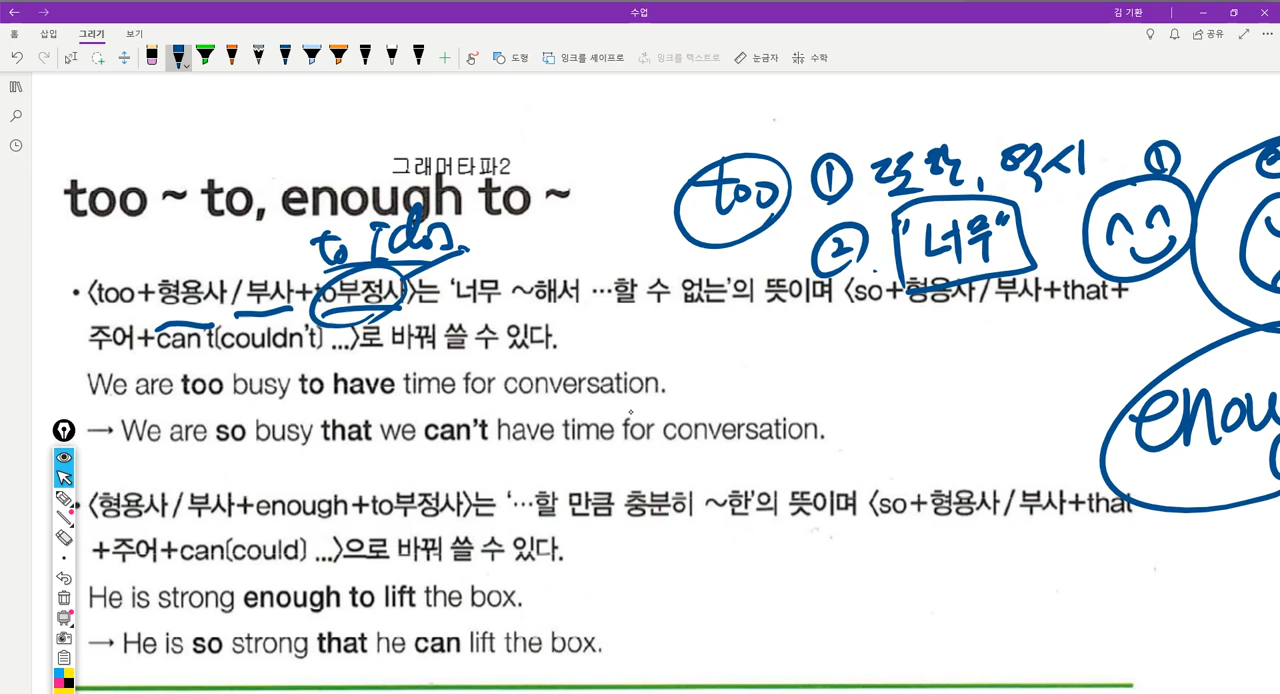 수업
김 기환
홈 삽입 그리기 보기
공유
도형 잉크를 셰이프로 잉크를 텍스트로 눈금자 수학
그래머타파2
too ~ to, enough to ~
too ① 또한, 역시
② "너무"
①
to
• 〈too+형용사/부사+to부정사〉는 '너무 ~해서 …할 수 없는'의 뜻이며 〈so+형용사/부사+that+
주어+can't(couldn't) …〉로 바꿔 쓸 수 있다.
We are too busy to have time for conversation.
→ We are so busy that we can't have time for conversation.
enou
• 〈형용사/부사+enough+to부정사〉는 '…할 만큼 충분히 ~한'의 뜻이며 〈so+형용사/부사+that
+주어+can(could) …〉으로 바꿔 쓸 수 있다.
He is strong enough to lift the box.
→ He is so strong that he can lift the box.